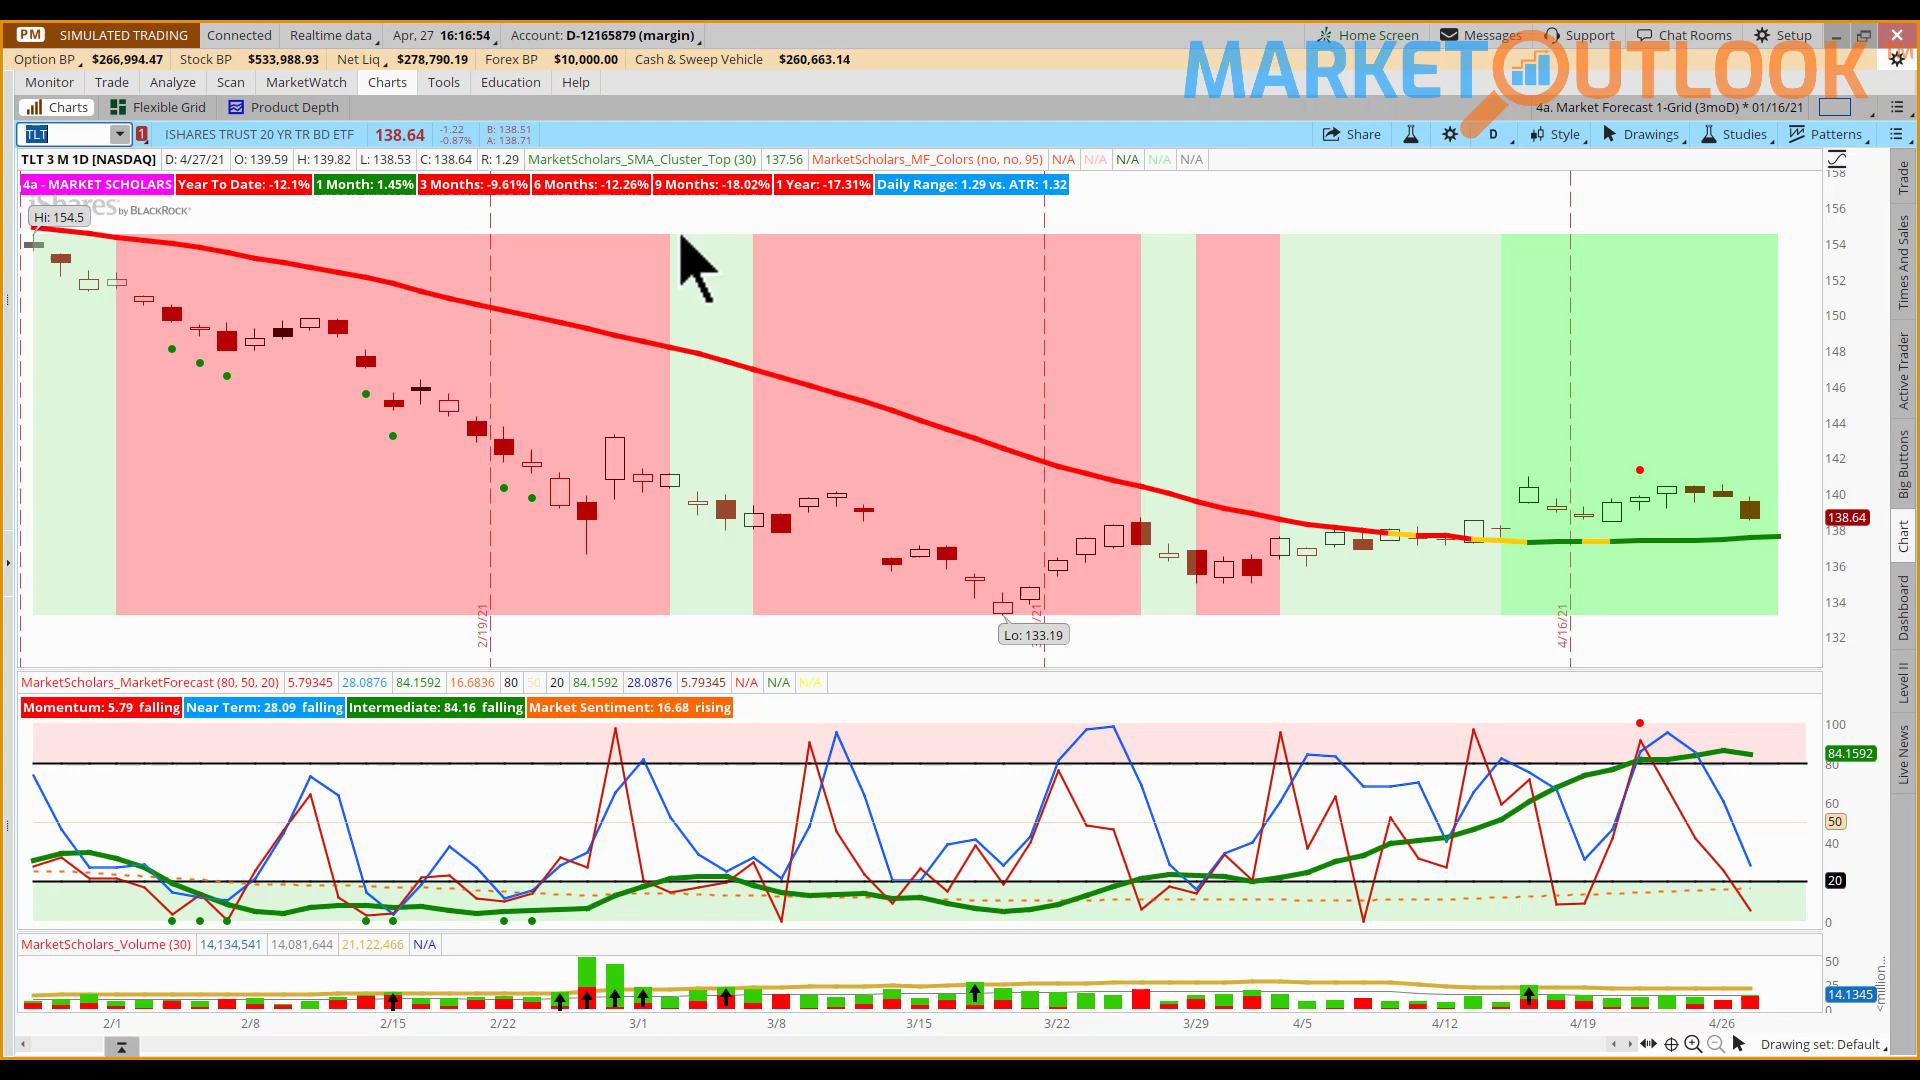 PM SIMULATED TRADING Connected Realtime data Apr, 27 16:16:54 Account: D-12165879 (margin) Home Screen Messages Support Chat Rooms Setup
Option BP $266,994.47 Stock BP $533,988.93 Net Liq $278,790.19 Forex BP $10,000.00 Cash & Sweep Vehicle $260,663.14
MARKETOUTLOOK
Monitor Trade Analyze Scan MarketWatch Charts Tools Education Help
Charts Flexible Grid Product Depth 4a. Market Forecast 1-Grid (3moD) * 01/16/21
TLT 1 ISHARES TRUST 20 YR TR BD ETF 138.64 -1.22 -0.87% B: 138.51 A: 138.71 Share D Style Drawings Studies Patterns
TLT 3 M 1D [NASDAQ] D: 4/27/21 O: 139.59 H: 139.82 L: 138.53 C: 138.64 R: 1.29 MarketScholars_SMA_Cluster_Top (30) 137.56 MarketScholars_MF_Colors (no, no, 95) N/A N/A N/A N/A N/A
4a - MARKET SCHOLARS Year To Date: -12.1% 1 Month: 1.45% 3 Months: -9.61% 6 Months: -12.26% 9 Months: -18.02% 1 Year: -17.31% Daily Range: 1.29 vs. ATR: 1.32
by BLACKROCK
Hi: 154.5
158
156
154
152
150
148
146
144
142
140
138.64
138
136
134
132
2/19/21
4/16/21
Lo: 133.19
MarketScholars_MarketForecast (80, 50, 20) 5.79345 28.0876 84.1592 16.6836 80 50 20 84.1592 28.0876 5.79345 N/A N/A N/A
Momentum: 5.79 falling Near Term: 28.09 falling Intermediate: 84.16 falling Market Sentiment: 16.68 rising
100
84.1592
80
60
50
40
20
0
MarketScholars_Volume (30) 14,134,541 14,081,644 21,122,466 N/A
50
25
14.1345
0
<millions>
2/1 2/8 2/15 2/22 3/1 3/8 3/15 3/22 3/29 4/5 4/12 4/19 4/26
Drawing set: Default
Trade
Times And Sales
Active Trader
Big Buttons
Chart
Dashboard
Level II
Live News